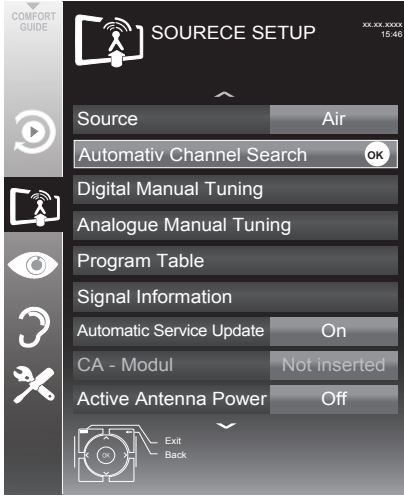 COMFORT
GUIDE
SOURECE SETUP
xx.xx.xxxx
15:46
Source Air
Automativ Channel Search OK
Digital Manual Tuning
Analogue Manual Tuning
Program Table
Signal Information
Automatic Service Update On
CA - Modul Not inserted
Active Antenna Power Off
Exit
Back
OK